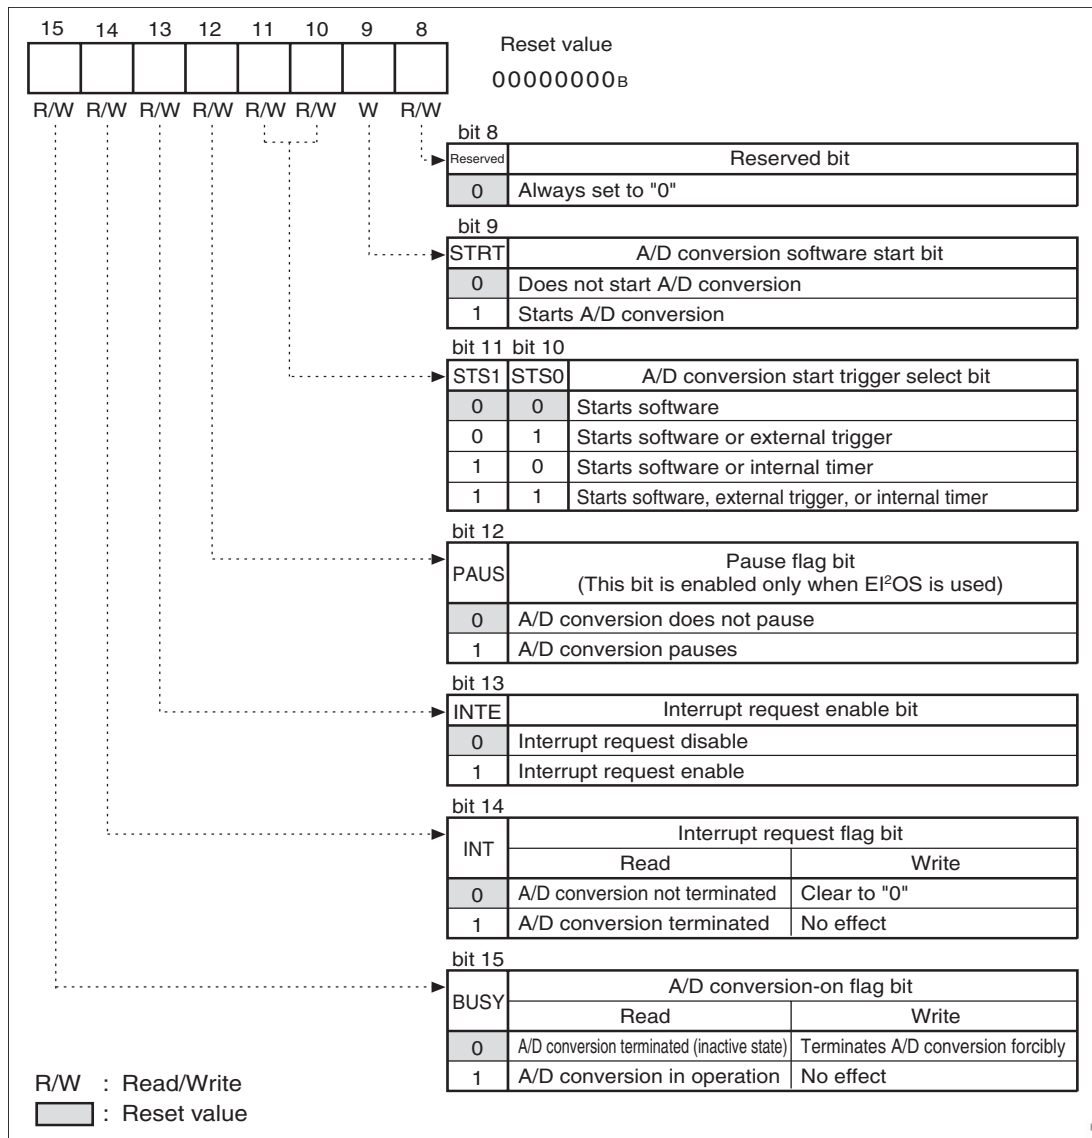 15 14 13 12 11 10 9 8
Reset value
00000000B
R/W R/W R/W R/W R/W R/W W R/W
bit 8
Reserved Reserved bit
0 Always set to "0"
bit 9
STRT A/D conversion software start bit
0 Does not start A/D conversion
1 Starts A/D conversion
bit 11 bit 10
STS1 STS0 A/D conversion start trigger select bit
0 0 Starts software
0 1 Starts software or external trigger
1 0 Starts software or internal timer
1 1 Starts software, external trigger, or internal timer
bit 12
PAUS Pause flag bit
(This bit is enabled only when EI²OS is used)
0 A/D conversion does not pause
1 A/D conversion pauses
bit 13
INTE Interrupt request enable bit
0 Interrupt request disable
1 Interrupt request enable
bit 14
INT Interrupt request flag bit
Read Write
0 A/D conversion not terminated Clear to "0"
1 A/D conversion terminated No effect
bit 15
BUSY A/D conversion-on flag bit
Read Write
0 A/D conversion terminated (inactive state) Terminates A/D conversion forcibly
1 A/D conversion in operation No effect
R/W : Read/Write
: Reset value